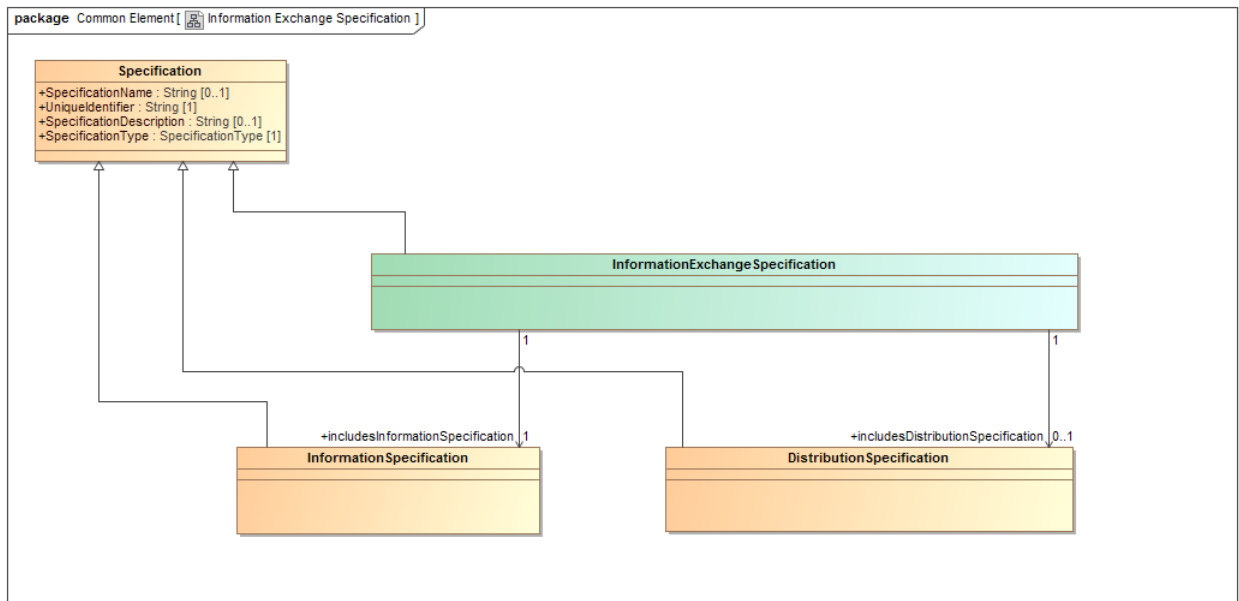 package Common Element [ Information Exchange Specification ]
Specification
+SpecificationName : String [0..1]
+UniqueIdentifier : String [1]
+SpecificationDescription : String [0..1]
+SpecificationType : SpecificationType [1]
InformationExchangeSpecification
1
1
+includesInformationSpecification 1
+includesDistributionSpecification 0..1
InformationSpecification
DistributionSpecification